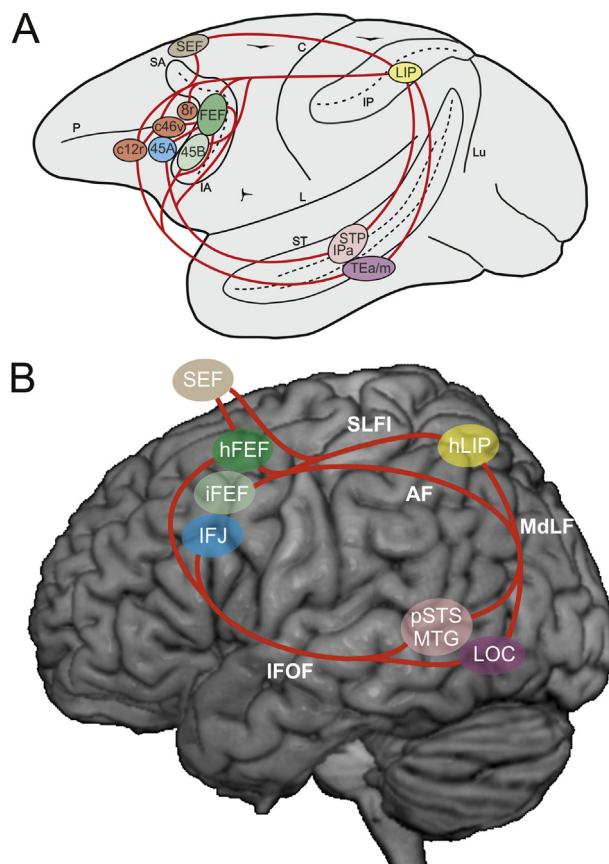 A
SEF
C
SA
LIP
8r
FEF
IP
P
c46v
c12r
45A
45B
Lu
IA
L
ST
STP
IPa
TEa/m
B
SEF
SLFI
hFEF
hLIP
iFEF
AF
IFJ
MdLF
pSTS
MTG
LOC
IFOF